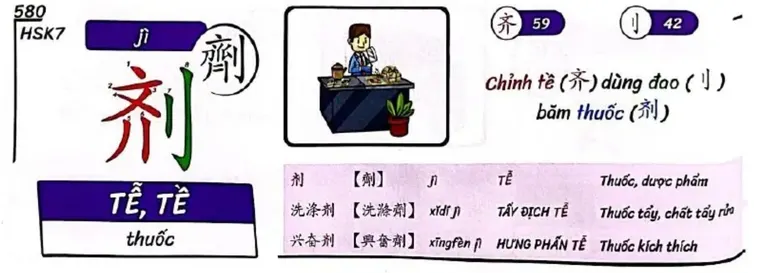 580
HSK7
jì
劑
剂
TỄ, TỀ
thuốc
齐 59
刂 42
Chỉnh tề (齐) dùng đao (刂)
băm thuốc (剂)
剂 【劑】 jì TỄ Thuốc, dược phẩm
洗涤剂 【洗滌劑】 xǐdí jì TẨY ĐỊCH TỄ Thuốc tẩy, chất tẩy rửa
兴奋剂 【興奮劑】 xīngfèn jì HƯNG PHẤN TỄ Thuốc kích thích